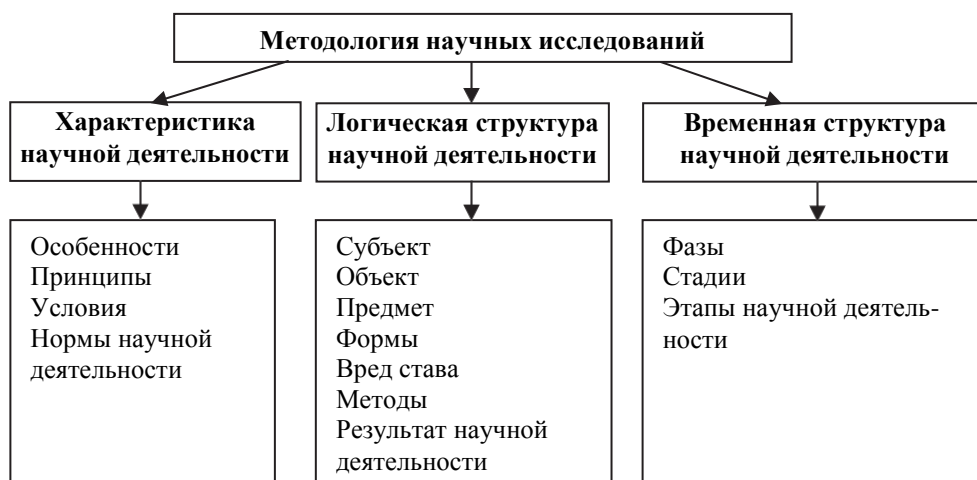 Методология научных исследований
Характеристика
научной деятельности
Логическая структура
научной деятельности
Временная структура
научной деятельности
Особенности
Принципы
Условия
Нормы научной
деятельности
Субъект
Объект
Предмет
Формы
Вред става
Методы
Результат научной
деятельности
Фазы
Стадии
Этапы научной деятель-
ности